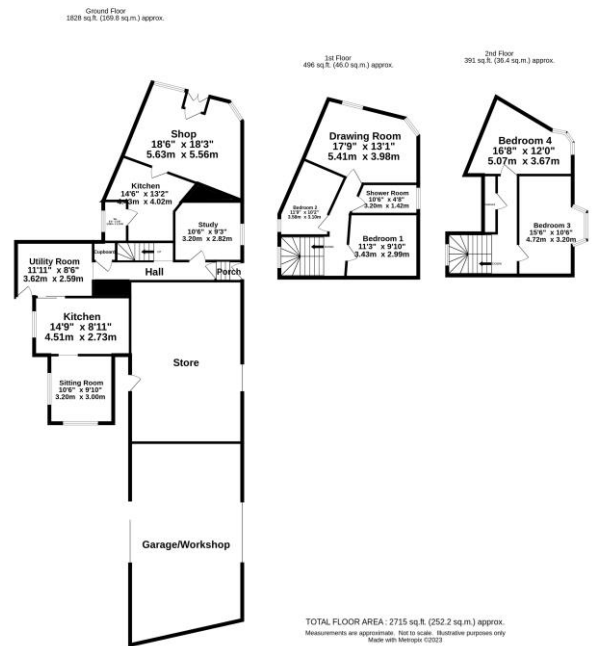 Ground Floor
1828 sq.ft. (169.8 sq.m.) approx.
1st Floor
496 sq.ft. (46.0 sq.m.) approx.
2nd Floor
391 sq.ft. (36.4 sq.m.) approx.
Shop
18'6" x 18'3"
5.63m x 5.56m
Kitchen
14'6" x 13'2"
4.43m x 4.02m
Study
10'6" x 9'3"
3.20m x 2.82m
Cupboard
Utility Room
11'11" x 8'6"
3.62m x 2.59m
Hall
Porch
Kitchen
14'9" x 8'11"
4.51m x 2.73m
Store
Sitting Room
10'6" x 9'10"
3.20m x 3.00m
Garage/Workshop
Drawing Room
17'9" x 13'1"
5.41m x 3.98m
Bedroom 2
Shower Room
10'6" x 4'8"
3.20m x 1.42m
Bedroom 1
11'3" x 9'10"
3.43m x 2.99m
Bedroom 4
16'8" x 12'0"
5.07m x 3.67m
Bedroom 3
15'6" x 10'6"
4.72m x 3.20m
TOTAL FLOOR AREA : 2715 sq.ft. (252.2 sq.m.) approx.
Measurements are approximate. Not to scale. Illustrative purposes only
Made with Metropix ©2023